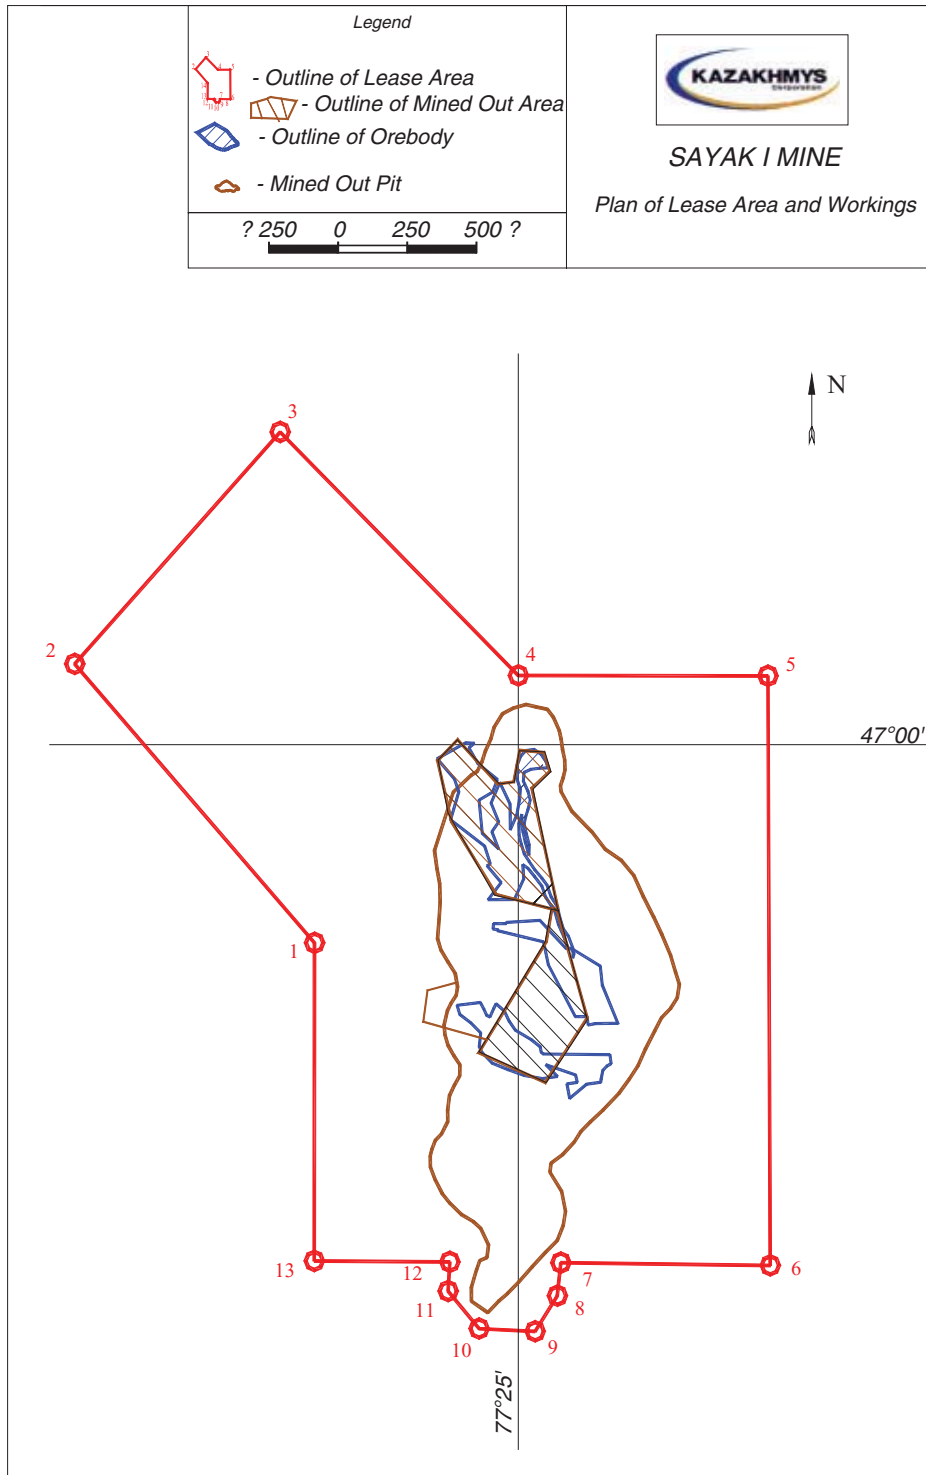 Legend
- Outline of Lease Area
- Outline of Mined Out Area
- Outline of Orebody
- Mined Out Pit
? 250 0 250 500 ?
KAZAKHMYS
Corporation
SAYAK I MINE
Plan of Lease Area and Workings
N
3
2
4
5
47°00'
1
13
12
7
6
11
8
10
9
77°25'